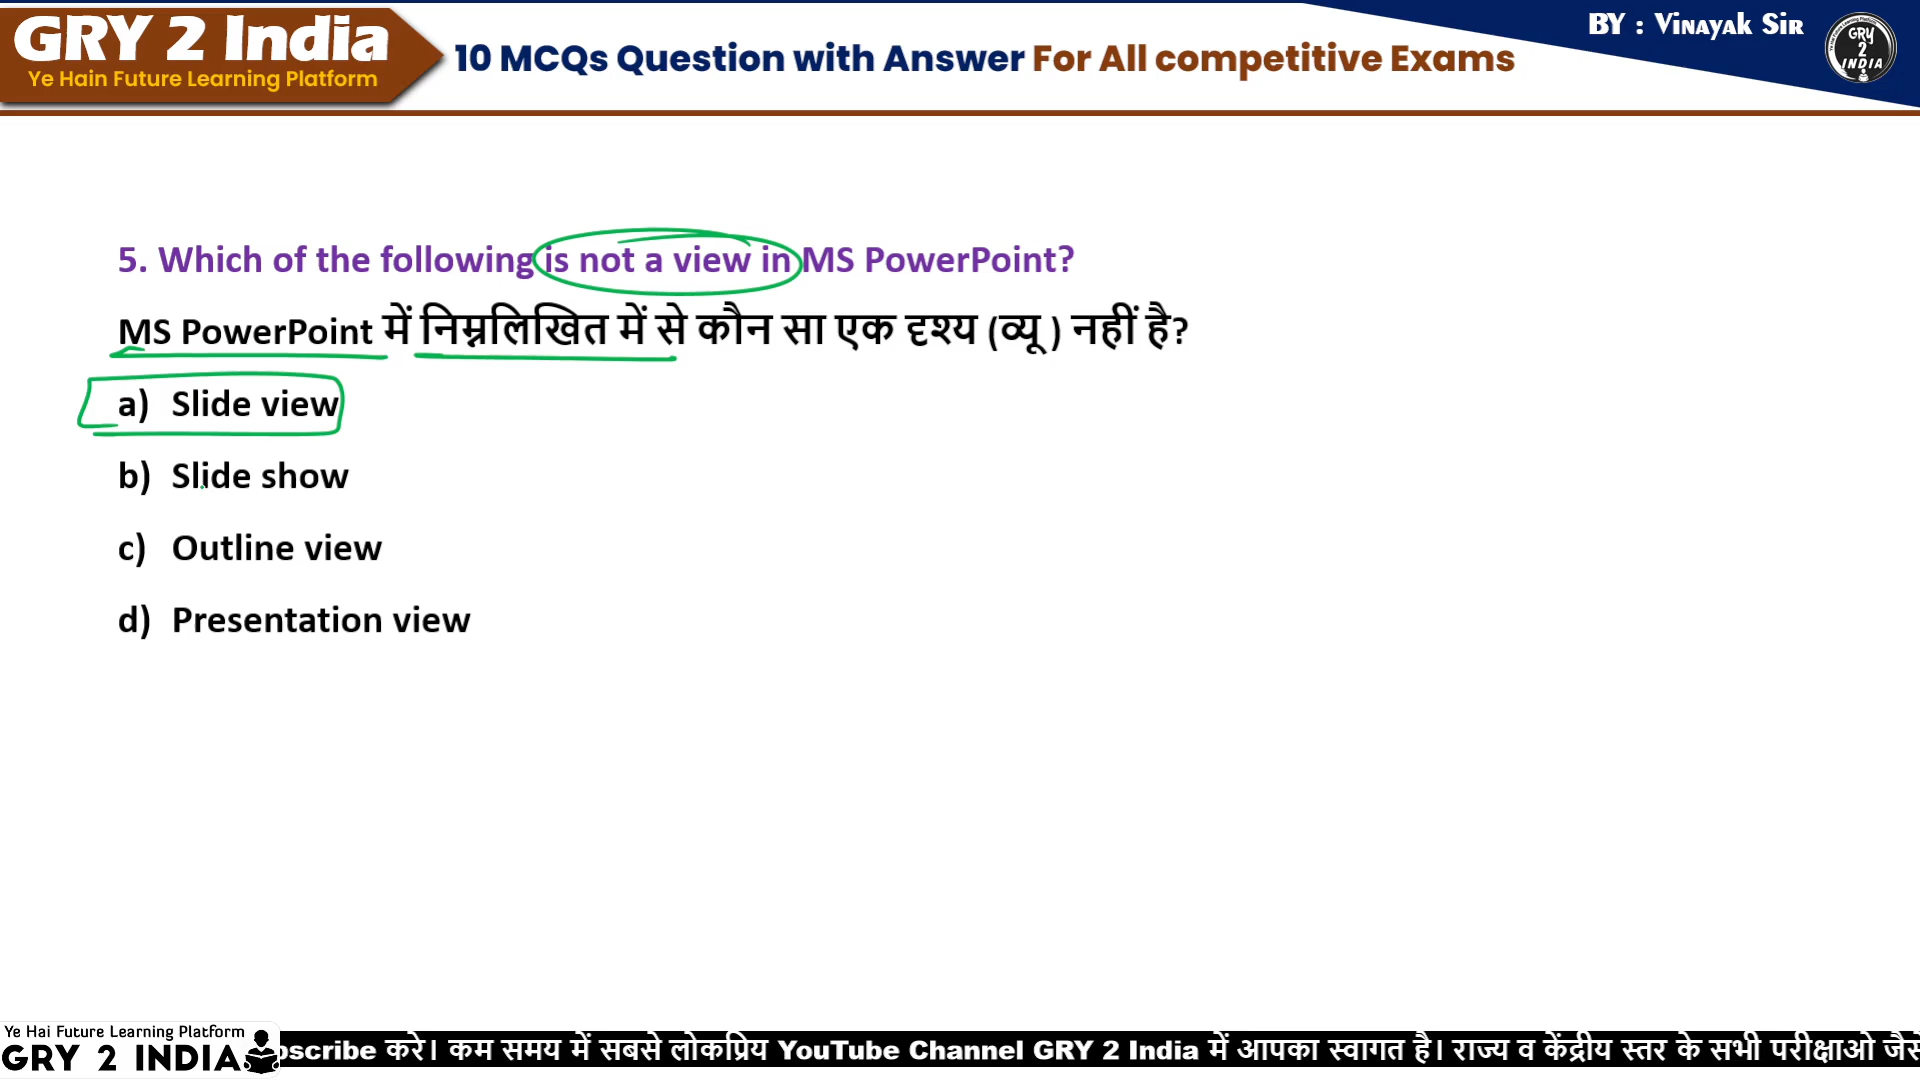 GRY 2 India
Ye Hain Future Learning Platform
10 MCQs Question with Answer For All competitive Exams
BY : Vinayak Sir
GRY
2
INDIA
5. Which of the following is not a view in MS PowerPoint?
MS PowerPoint में निम्नलिखित में से कौन सा एक दृश्य (व्यू ) नहीं है?
a) Slide view
b) Slide show
c) Outline view
d) Presentation view
Ye Hai Future Learning Platform
GRY 2 INDIA
bscribe करे। कम समय में सबसे लोकप्रिय YouTube Channel GRY 2 India में आपका स्वागत है। राज्य व केंद्रीय स्तर के सभी परीक्षाओ